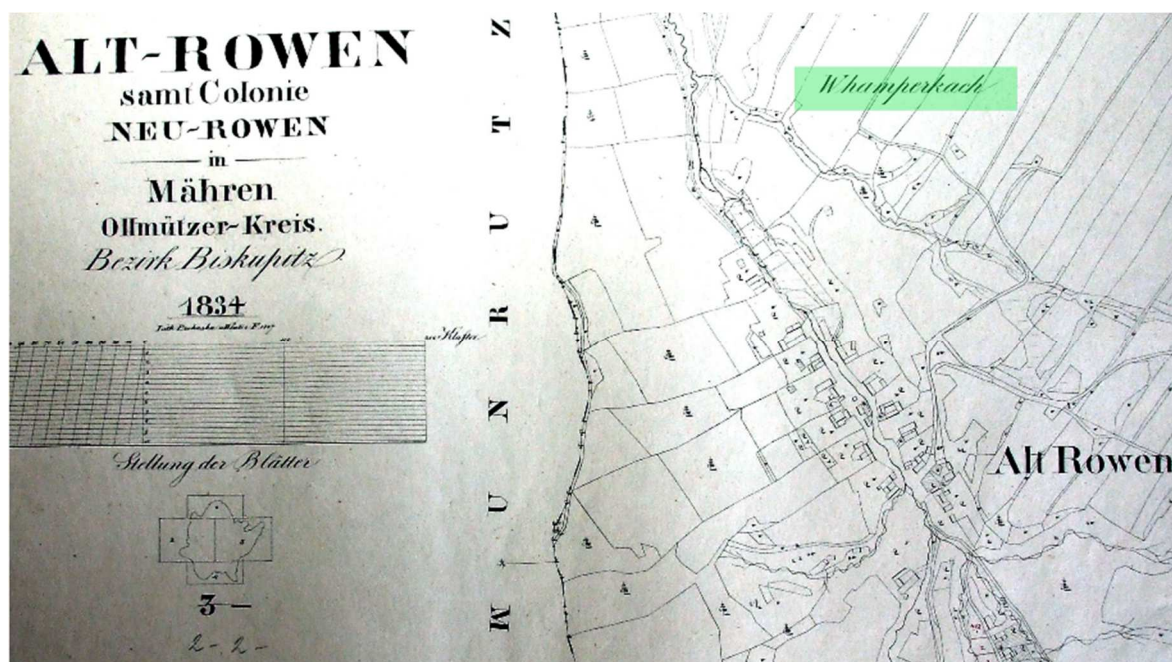 ALT-ROWEN
samt Colonie
NEU-ROWEN
in
Mähren
Ollmützer-Kreis.
Bezirk Biskupitz
1834
Klafter
Stellung der Blätter
3
2 - 2 -
MUNRUTZ
Whamperkach
Alt Rowen